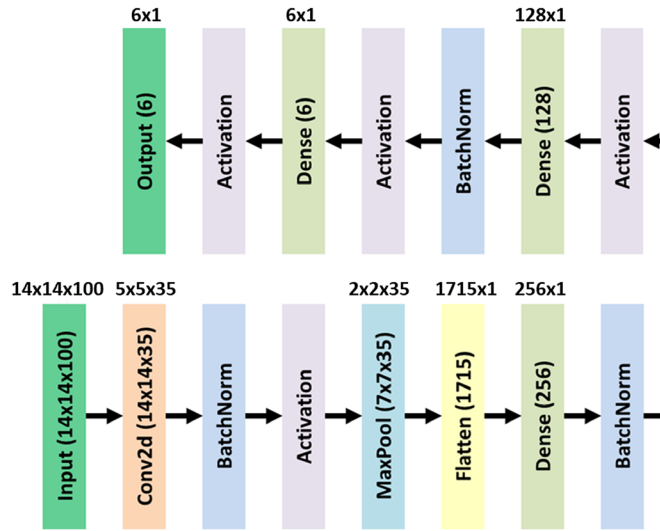 6x1
6x1
128x1
Output (6)
Activation
Dense (6)
Activation
BatchNorm
Dense (128)
Activation
14x14x100
5x5x35
2x2x35
1715x1
256x1
Input (14x14x100)
Conv2d (14x14x35)
BatchNorm
Activation
MaxPool (7x7x35)
Flatten (1715)
Dense (256)
BatchNorm